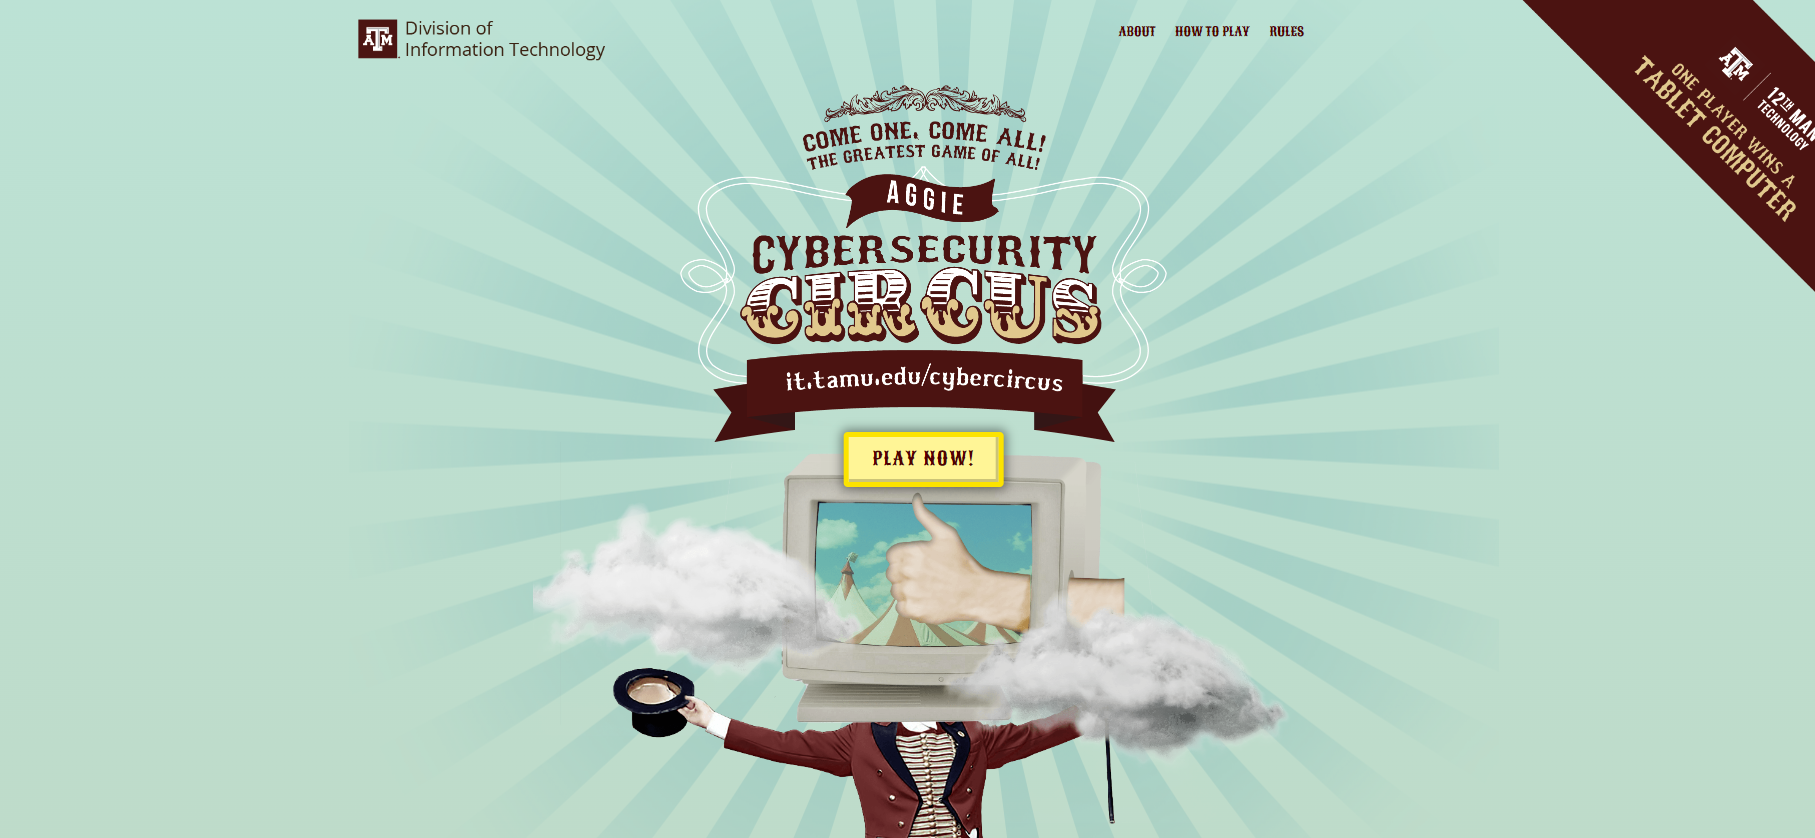 ATM
Division of
Information Technology
ABOUT
HOW TO PLAY
RULES
COME ONE, COME ALL!
THE GREATEST GAME OF ALL!
AGGIE
CYBERSECURITY
CIRCUS
it.tamu.edu/cybercircus
PLAY NOW!
ATM
12TH MAN
TECHNOLOGY
ONE PLAYER WINS A
TABLET COMPUTER